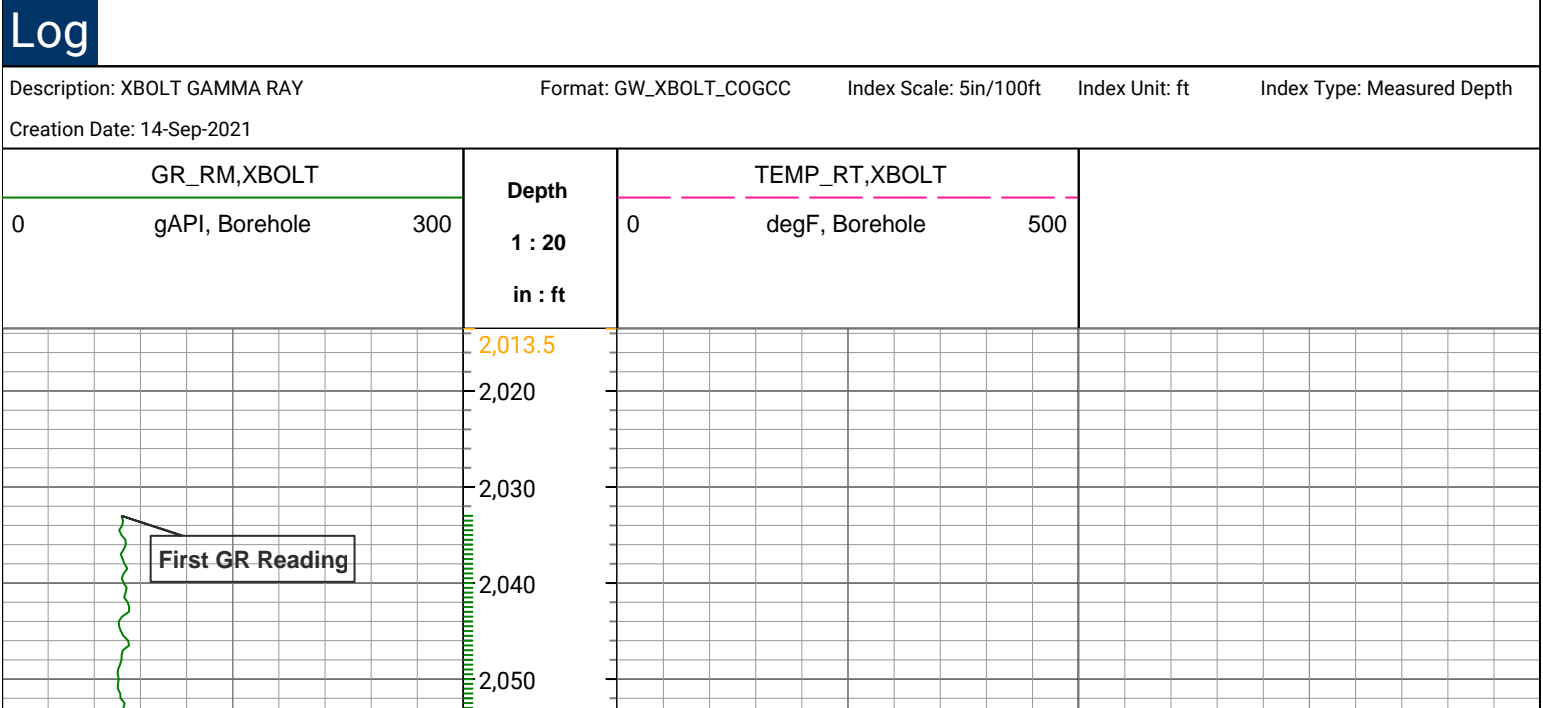 Log
Description: XBOLT GAMMA RAY Format: GW_XBOLT_COGCC Index Scale: 5in/100ft Index Unit: ft Index Type: Measured Depth
Creation Date: 14-Sep-2021
GR_RM,XBOLT
0 gAPI, Borehole 300
Depth
1 : 20
in : ft
TEMP_RT,XBOLT
0 degF, Borehole 500
2,013.5
2,020
2,030
First GR Reading
2,040
2,050